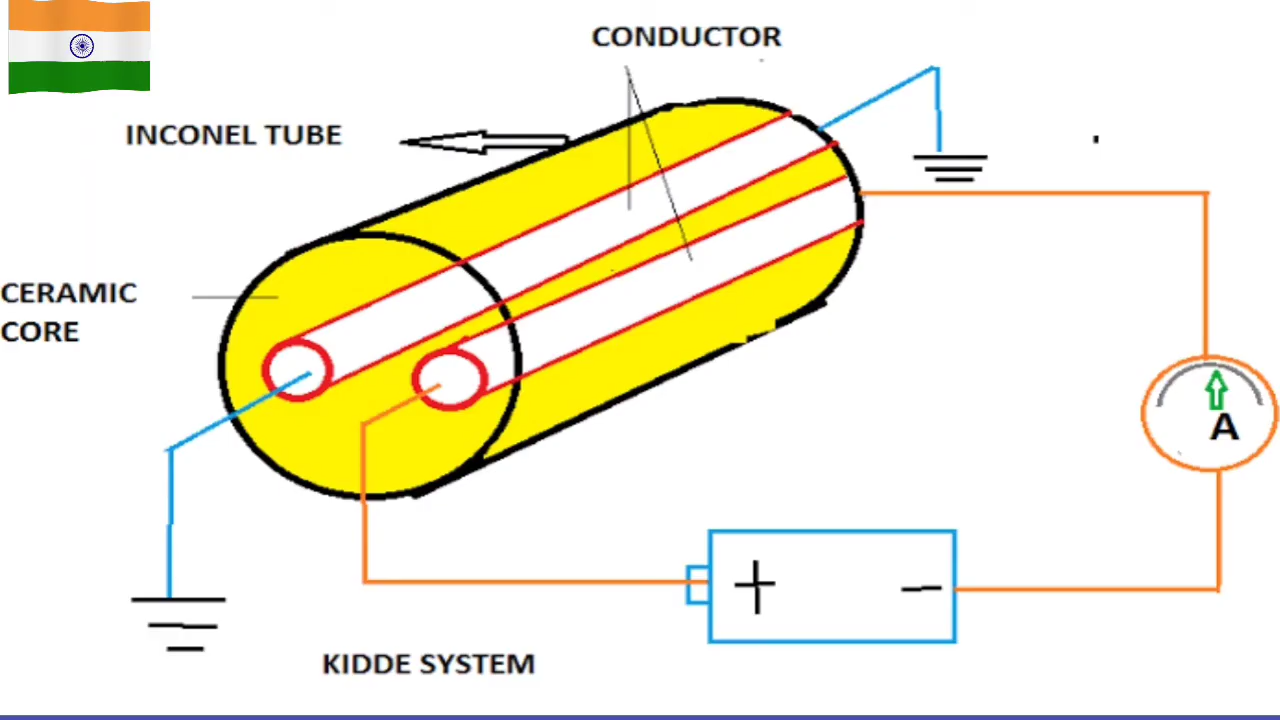 CONDUCTOR
INCONEL TUBE
CERAMIC
CORE
A
+ −
KIDDE SYSTEM